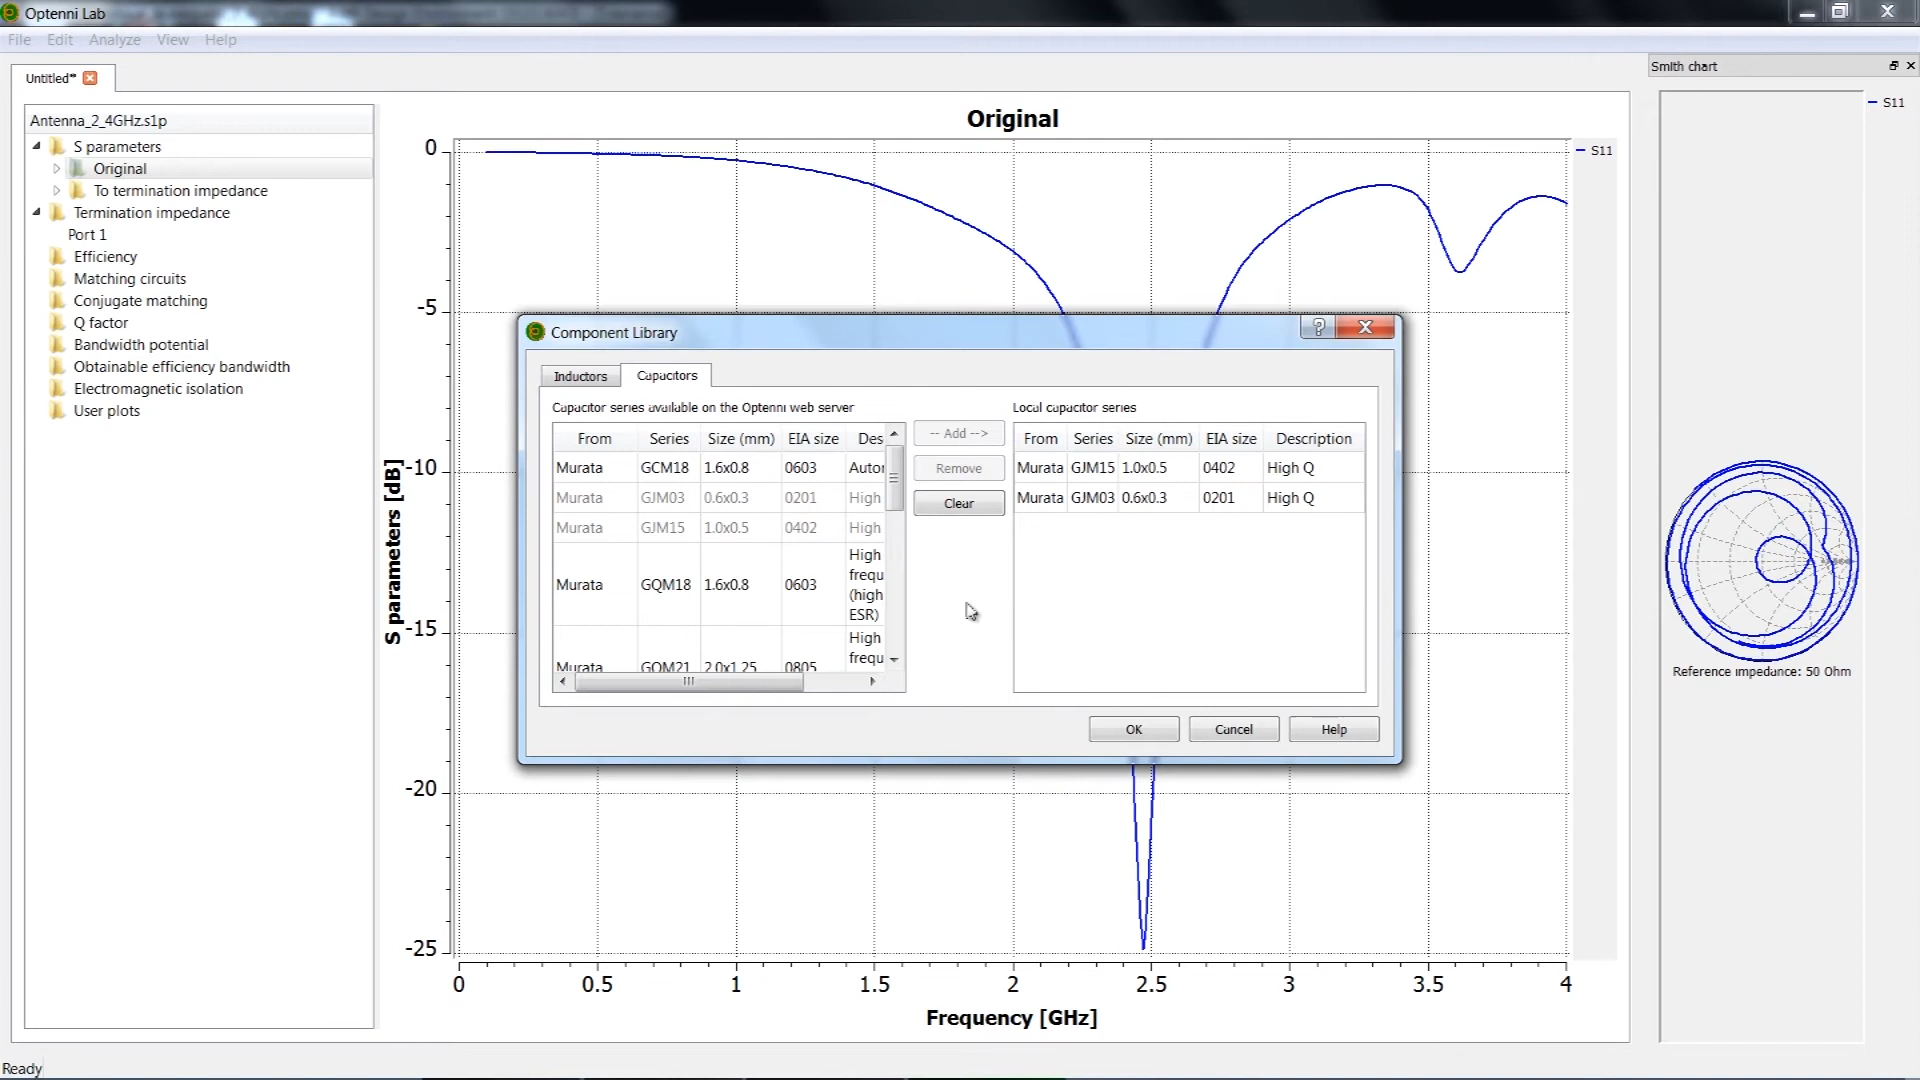 Optenni Lab
File Edit Analyze View Help
Untitled*
Smith chart
Antenna_2_4GHz.s1p
S parameters
Original
To termination impedance
Termination impedance
Port 1
Efficiency
Matching circuits
Conjugate matching
Q factor
Bandwidth potential
Obtainable efficiency bandwidth
Electromagnetic isolation
User plots
Original
S11
S parameters [dB]
0
-5
-10
-15
-20
-25
0 0.5 1 1.5 2 2.5 3 3.5 4
Frequency [GHz]
Component Library
?
Inductors Capacitors
Capacitor series available on the Optenni web server
From Series Size (mm) EIA size Des
Murata GCM18 1.6x0.8 0603 Autor
Murata GJM03 0.6x0.3 0201 High
Murata GJM15 1.0x0.5 0402 High
Murata GQM18 1.6x0.8 0603 High
frequ
(high
ESR)
Murata GQM21 2.0x1.25 0805 High
frequ
-- Add -->
Remove
Clear
Local capacitor series
From Series Size (mm) EIA size Description
Murata GJM15 1.0x0.5 0402 High Q
Murata GJM03 0.6x0.3 0201 High Q
OK Cancel Help
S11
Reference impedance: 50 Ohm
Ready